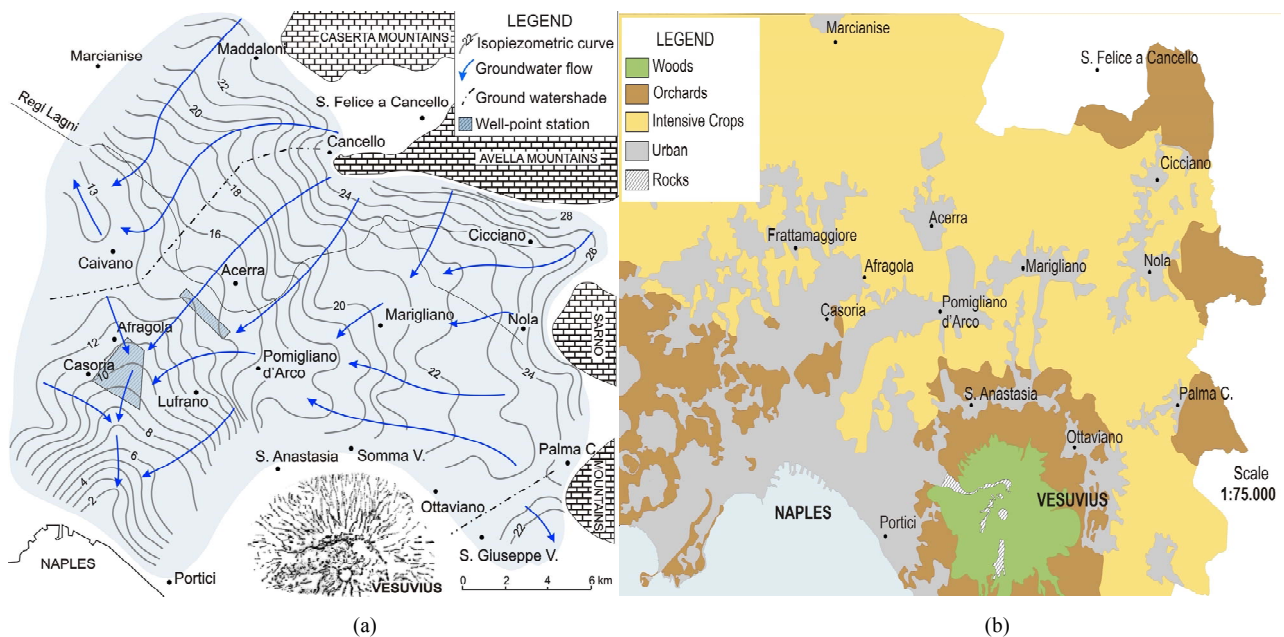 LEGEND
22
Isopiezometric curve
Groundwater flow
Ground watershade
Well-point station
CASERTA MOUNTAINS
Maddaloni
Marcianise
22
20
S. Felice a Cancello
Regi Lagni
Cancello
AVELLA MOUNTAINS
13
18
24
28
16
Cicciano
28
Caivano
Acerra
20
Marigliano
Nola
SARNO
12
Afragola
Pomigliano
d'Arco
Casoria
10
22
24
Lufrano
8
6
S. Anastasia
Somma V.
Palma C.
MOUNTAINS
4
2
Ottaviano
22
S. Giuseppe V.
NAPLES
Portici
VESUVIUS
0
2
4
6 km
(a)
LEGEND
Woods
Orchards
Intensive Crops
Urban
Rocks
Marcianise
S. Felice a Cancello
Cicciano
Acerra
Frattamaggiore
Afragola
Marigliano
Nola
Casoria
Pomigliano
d'Arco
S. Anastasia
Palma C.
Ottaviano
Scale
1:75.000
NAPLES
VESUVIUS
Portici
(b)